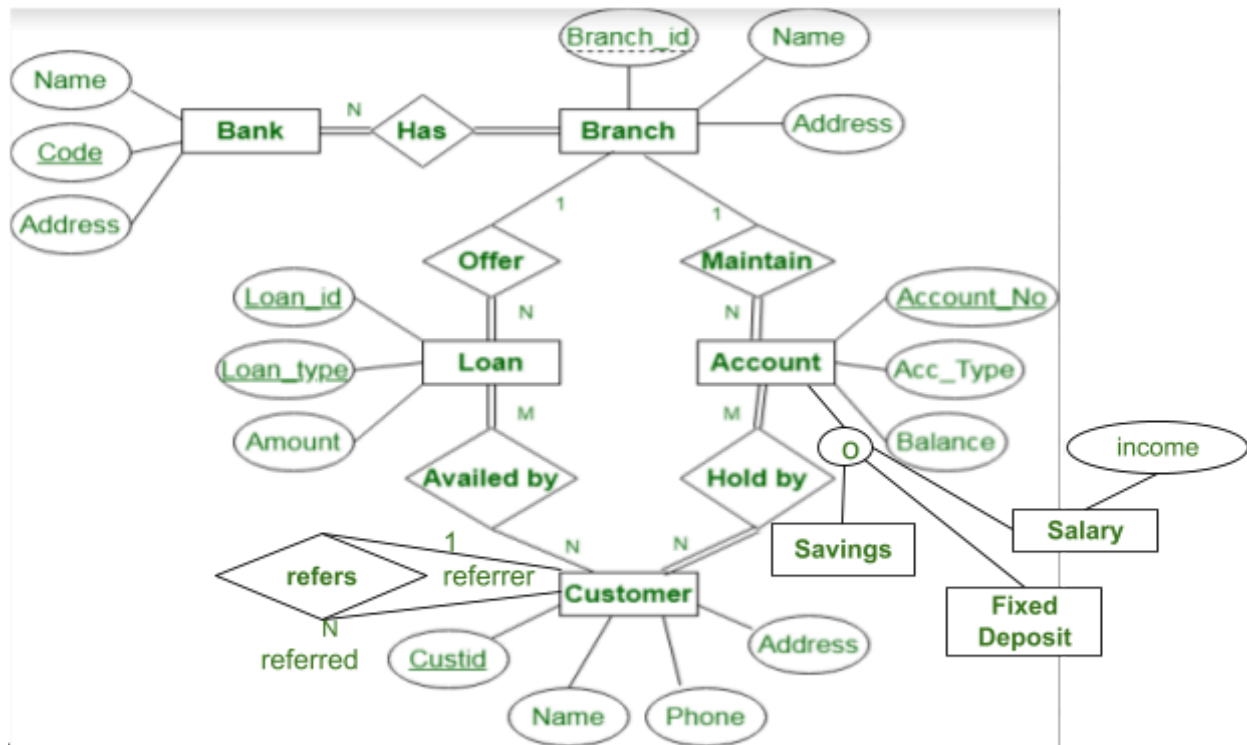 Branch_id
Name
Name
Bank
N
Has
Branch
Address
Code
Address
1
1
Offer
Maintain
Loan_id
N
N
Account_No
Loan_type
Loan
Account
Acc_Type
M
M
Amount
Balance
O
income
Availed by
Hold by
Salary
Savings
1
N
N
refers
referrer
Customer
Fixed
Deposit
N
referred
Custid
Address
Name
Phone